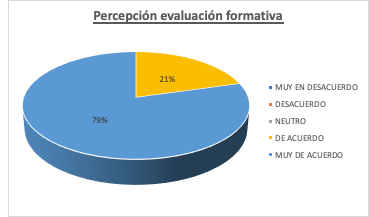 Percepción evaluación formativa
21%
79%
MUY EN DESACUERDO
DESACUERDO
NEUTRO
DE ACUERDO
MUY DE ACUERDO